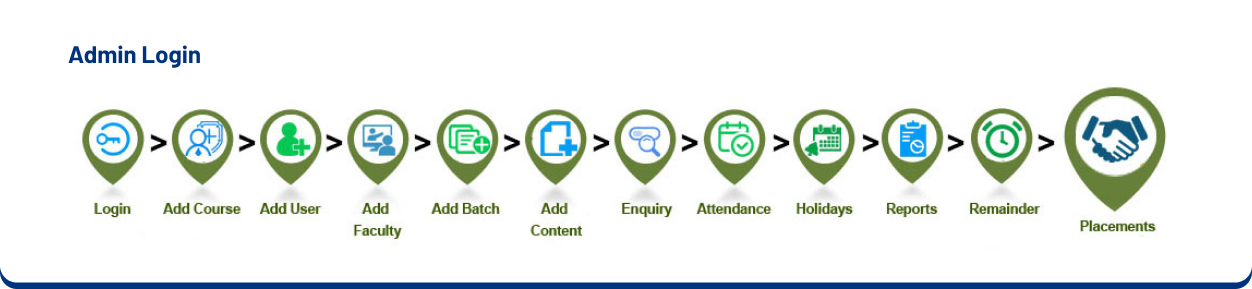 Admin Login
> > > > > > > > > > >
Login Add Course Add User Add Add Batch Add Enquiry Attendance Holidays Reports Remainder
Faculty Content Placements